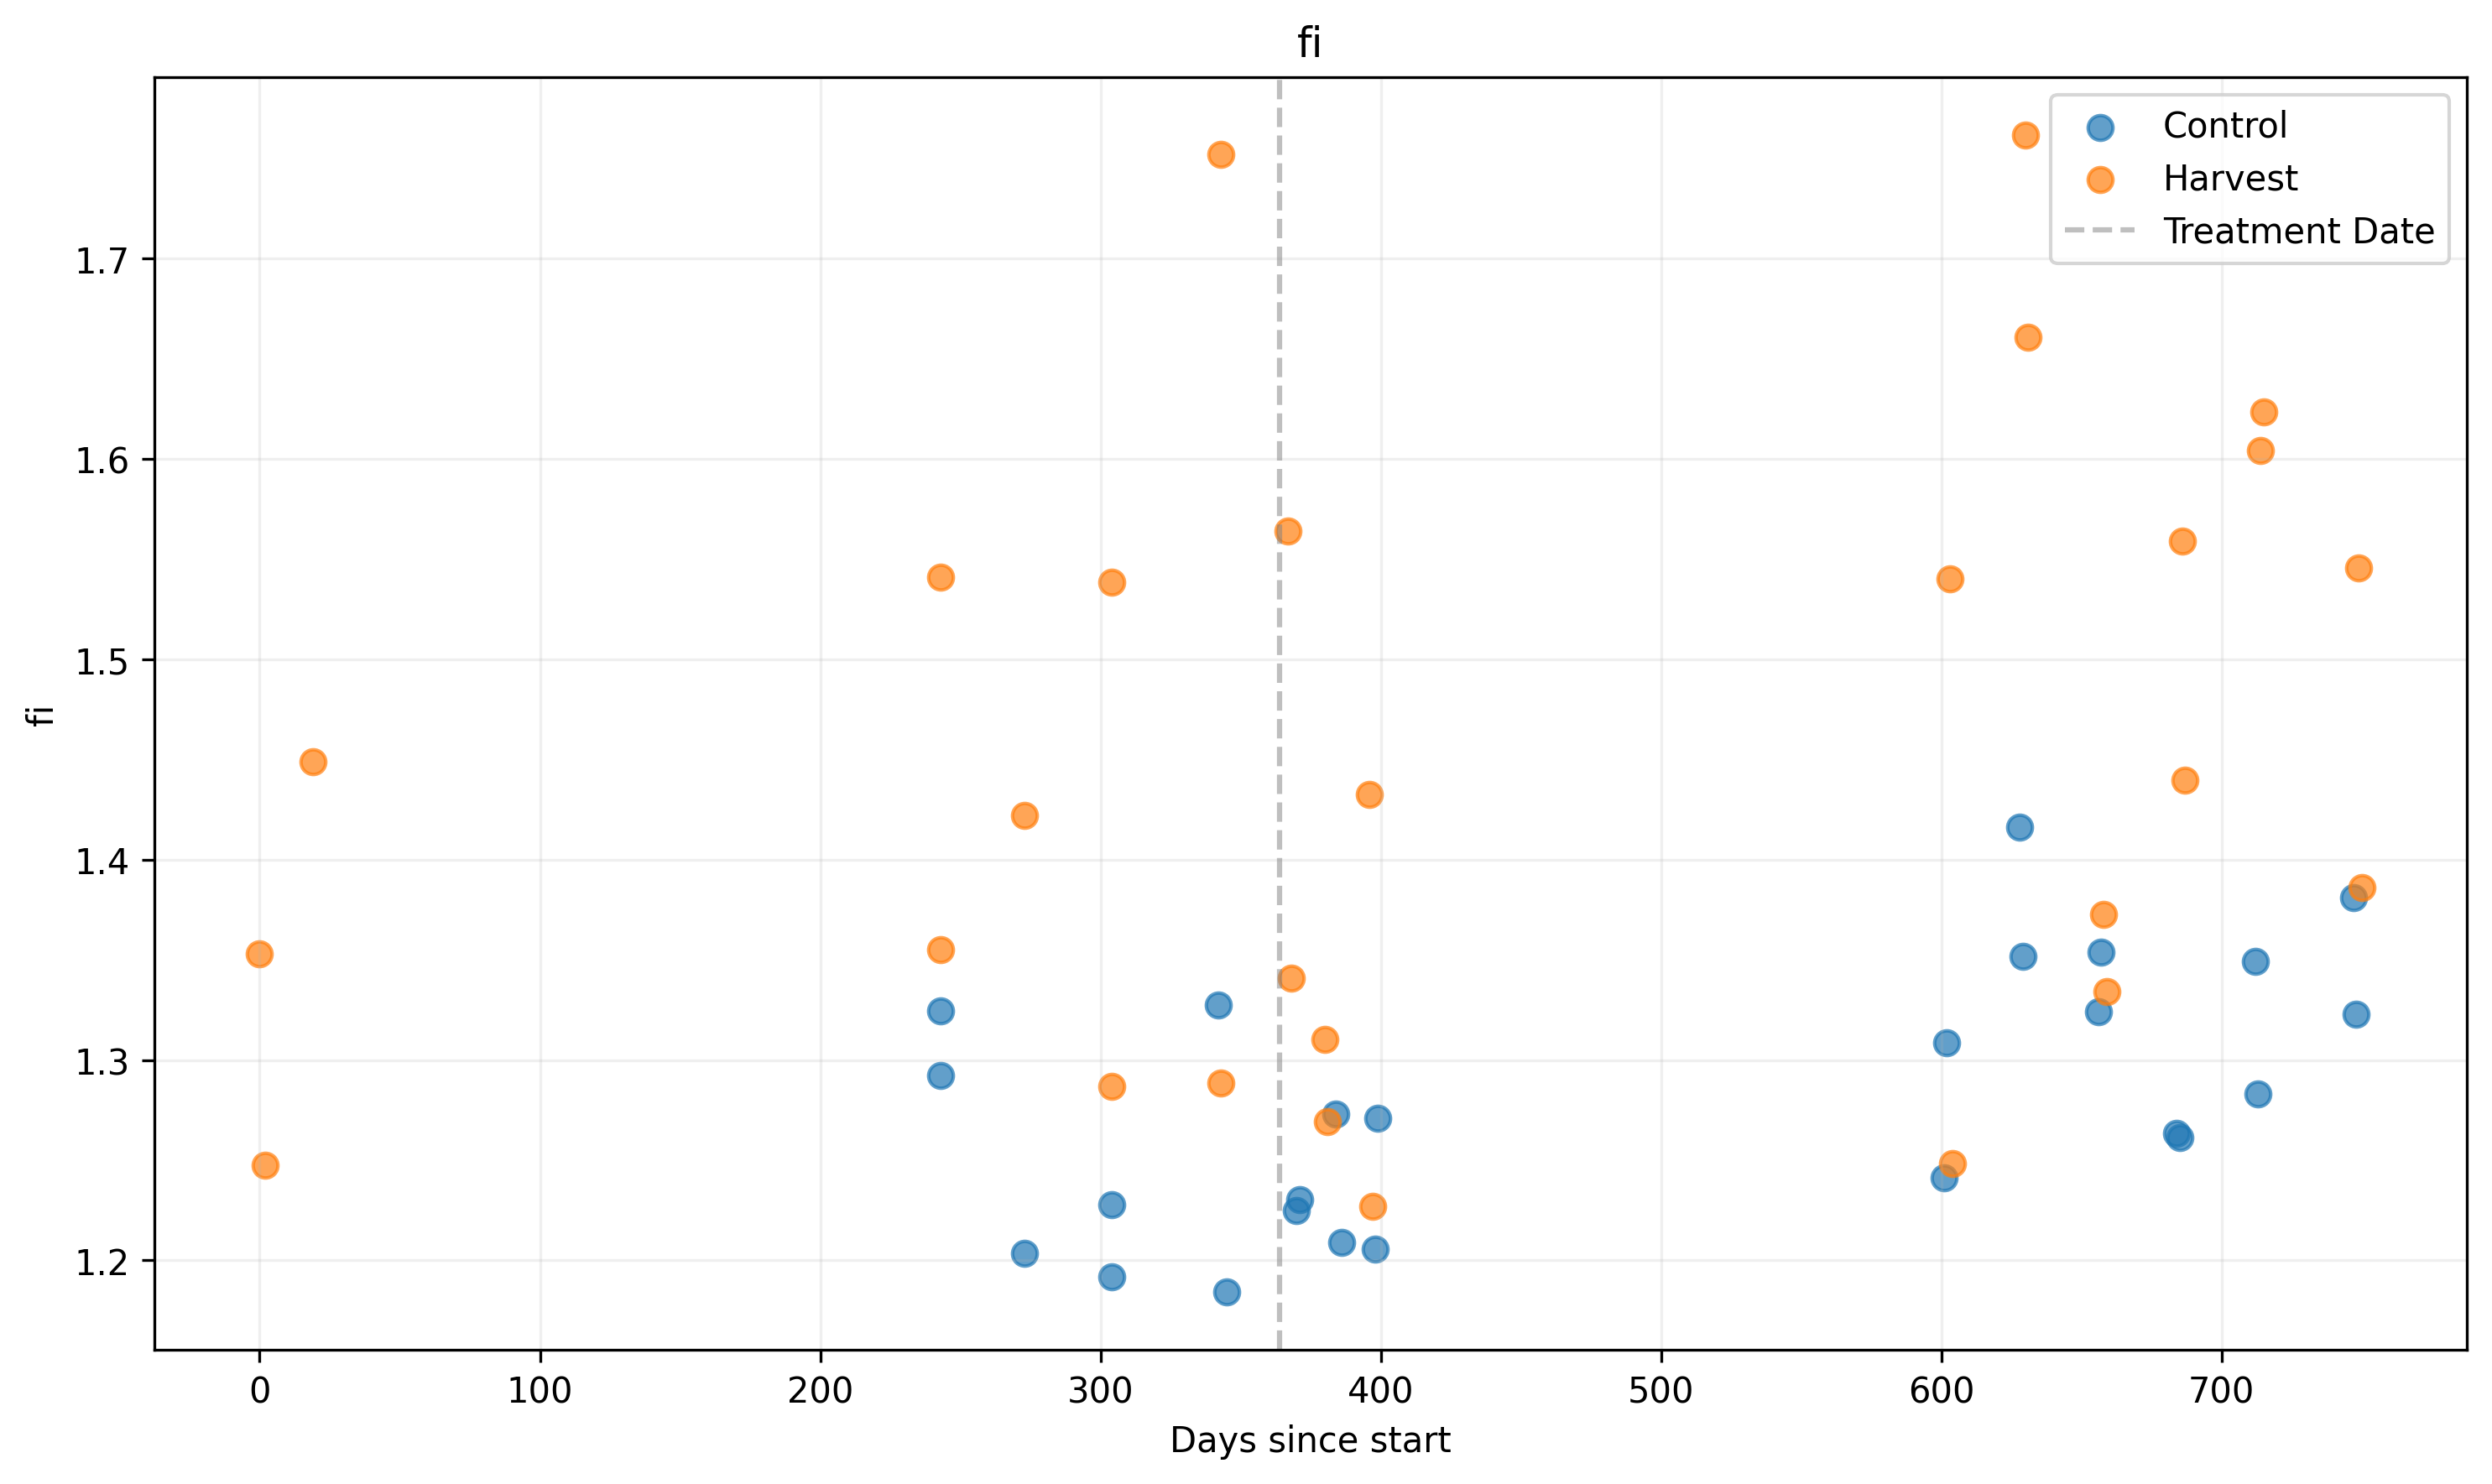 fi
Control
Harvest
Treatment Date
1.7
1.6
1.5
1.4
1.3
1.2
fi
0 100 200 300 400 500 600 700
Days since start